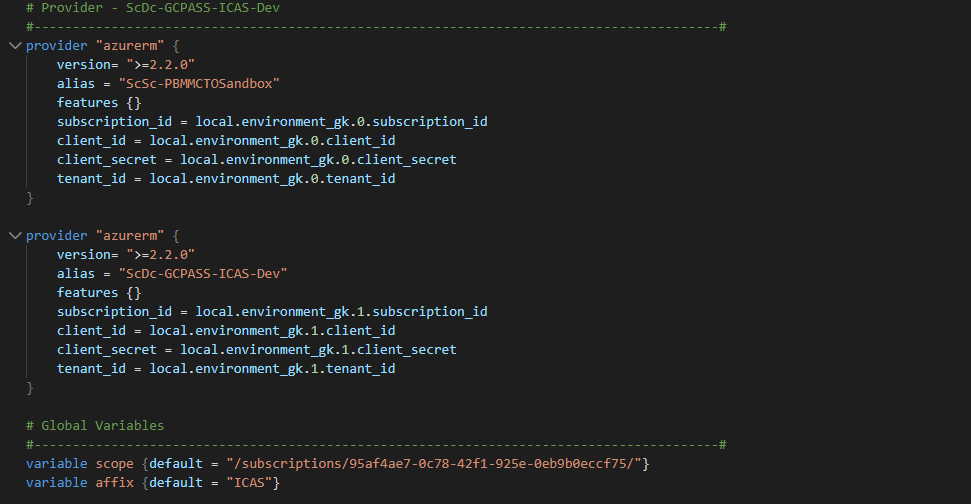 # Provider - ScDc-GCPASS-ICAS-Dev
#-----------------------------------------------------------------------------------------#
provider "azurerm" {
    version= ">=2.2.0"
    alias = "ScSc-PBMMCTOSandbox"
    features {}
    subscription_id = local.environment_gk.0.subscription_id
    client_id = local.environment_gk.0.client_id
    client_secret = local.environment_gk.0.client_secret
    tenant_id = local.environment_gk.0.tenant_id
}
provider "azurerm" {
    version= ">=2.2.0"
    alias = "ScDc-GCPASS-ICAS-Dev"
    features {}
    subscription_id = local.environment_gk.1.subscription_id
    client_id = local.environment_gk.1.client_id
    client_secret = local.environment_gk.1.client_secret
    tenant_id = local.environment_gk.1.tenant_id
}
# Global Variables
#-----------------------------------------------------------------------------------------#
variable scope {default = "/subscriptions/95af4ae7-0c78-42f1-925e-0eb9b0eccf75/"}
variable affix {default = "ICAS"}